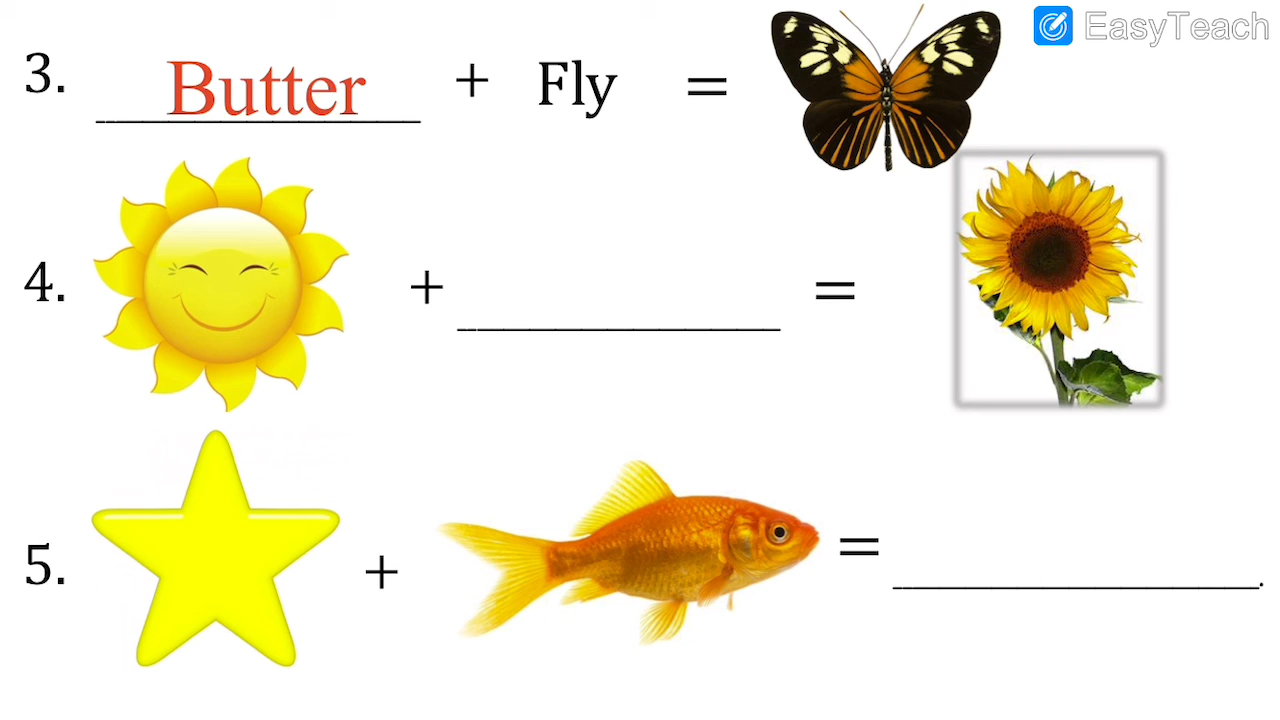 EasyTeach
3. Butter + Fly =
4. + =
5. + = .